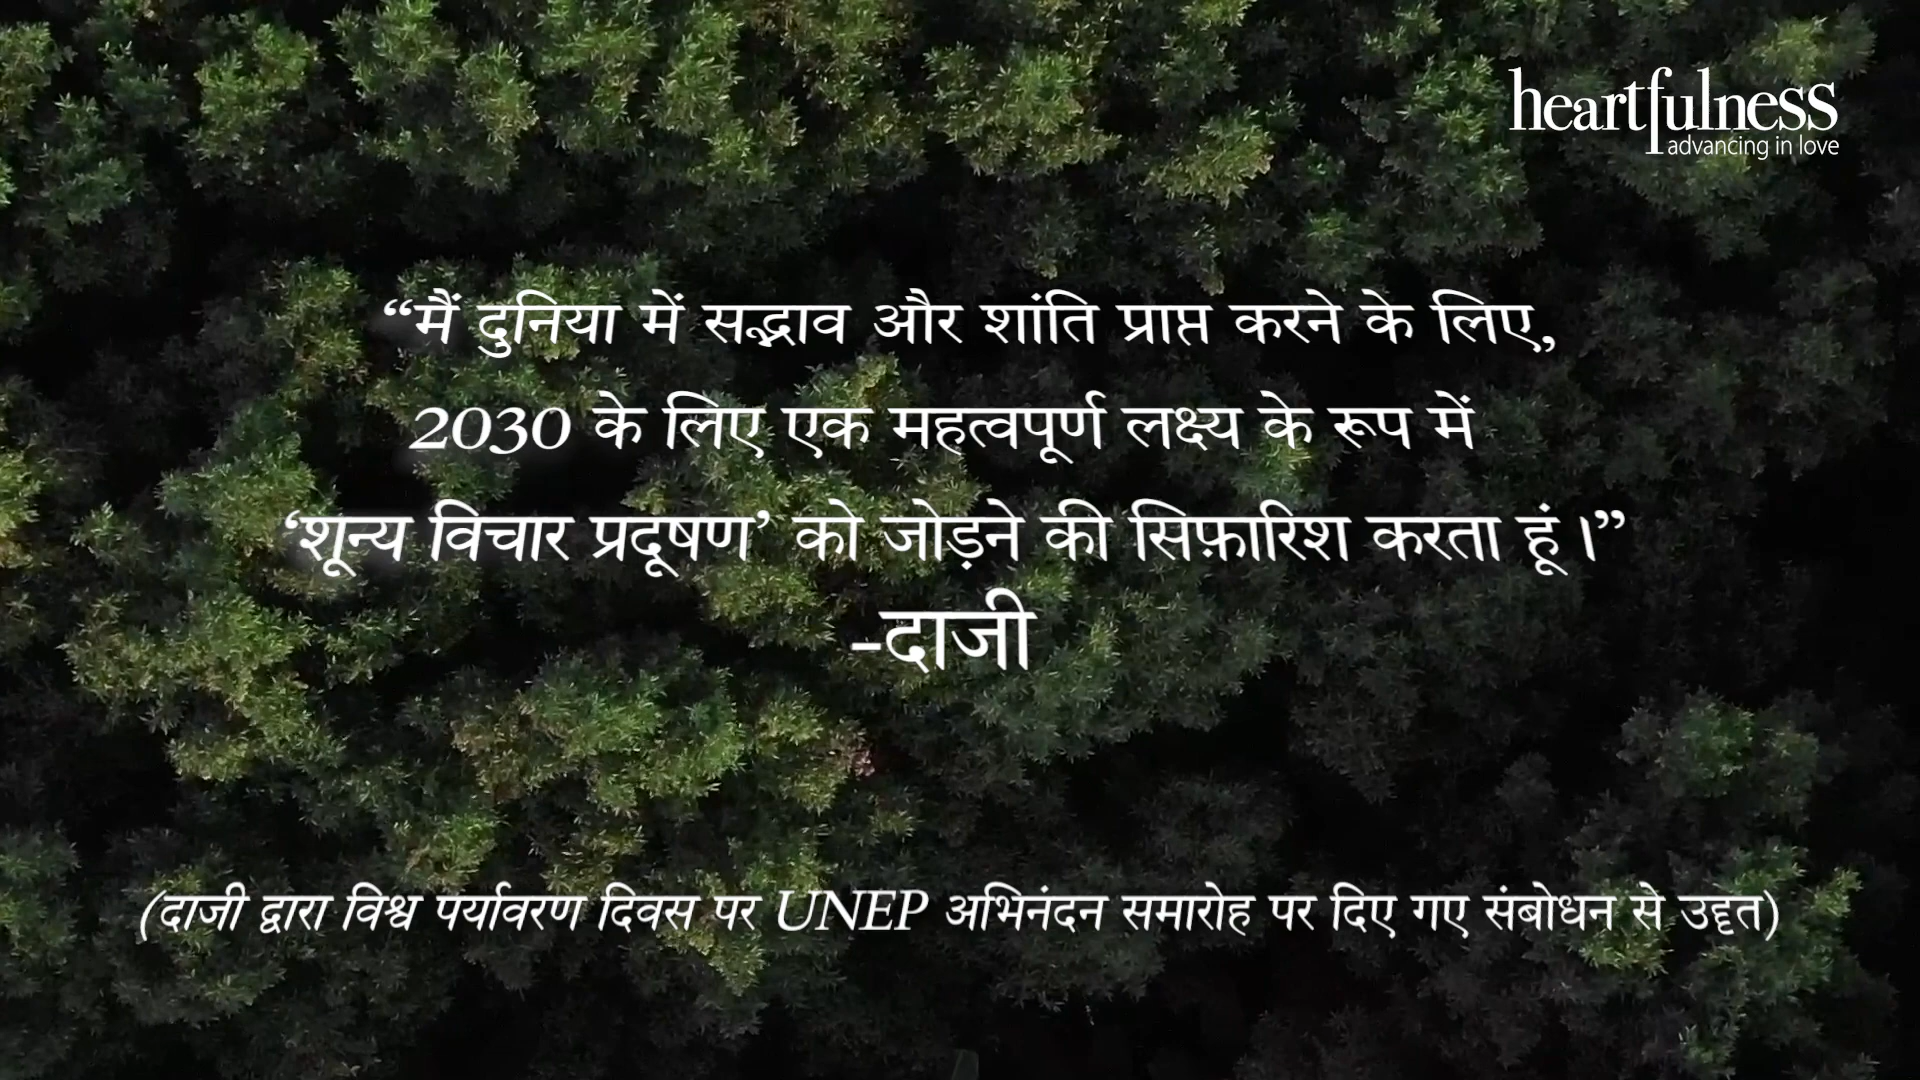 heartfulness
advancing in love
“मैं दुनिया में सद्भाव और शांति प्राप्त करने के लिए,
2030 के लिए एक महत्वपूर्ण लक्ष्य के रूप में
‘शून्य विचार प्रदूषण’ को जोड़ने की सिफ़ारिश करता हूं।”
-दाजी
(दाजी द्वारा विश्व पर्यावरण दिवस पर UNEP अभिनंदन समारोह पर दिए गए संबोधन से उद्दृत)